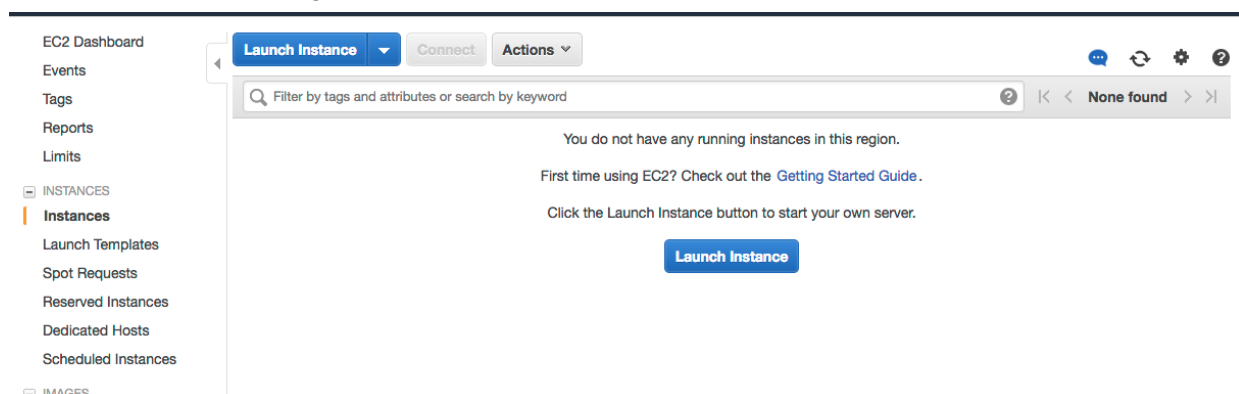 EC2 Dashboard
Events
Tags
Reports
Limits
INSTANCES
Instances
Launch Templates
Spot Requests
Reserved Instances
Dedicated Hosts
Scheduled Instances
IMAGES
Launch Instance Connect Actions
Filter by tags and attributes or search by keyword
None found
You do not have any running instances in this region.
First time using EC2? Check out the Getting Started Guide.
Click the Launch Instance button to start your own server.
Launch Instance